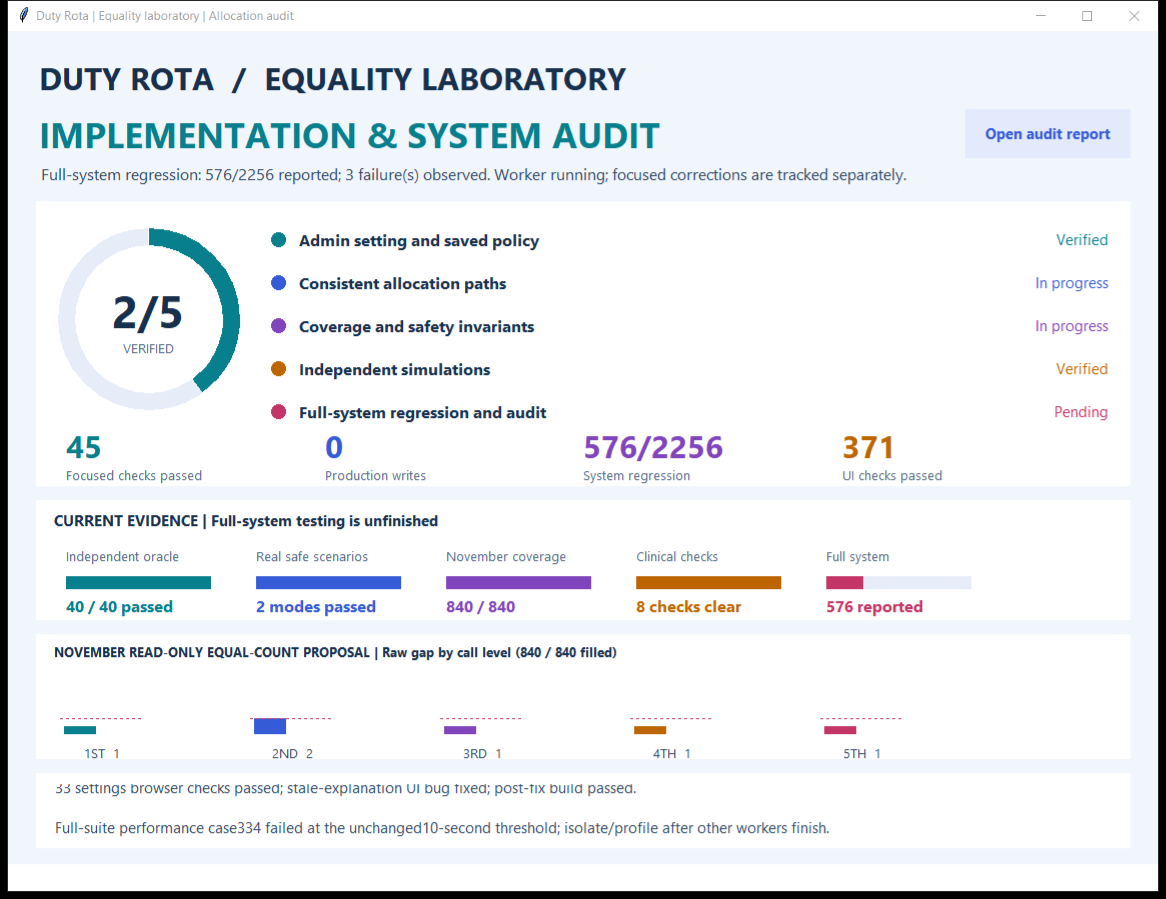 Duty Rota | Equality laboratory | Allocation audit
DUTY ROTA / EQUALITY LABORATORY
IMPLEMENTATION & SYSTEM AUDIT
Open audit report
Full-system regression: 576/2256 reported; 3 failure(s) observed. Worker running; focused corrections are tracked separately.
2/5
VERIFIED
Admin setting and saved policy Verified
Consistent allocation paths In progress
Coverage and safety invariants In progress
Independent simulations Verified
Full-system regression and audit Pending
45 0 576/2256 371
Focused checks passed Production writes System regression UI checks passed
CURRENT EVIDENCE | Full-system testing is unfinished
Independent oracle Real safe scenarios November coverage Clinical checks Full system
40 / 40 passed 2 modes passed 840 / 840 8 checks clear 576 reported
NOVEMBER READ-ONLY EQUAL-COUNT PROPOSAL | Raw gap by call level (840 / 840 filled)
1ST 1 2ND 2 3RD 1 4TH 1 5TH 1
33 settings browser checks passed; stale-explanation UI bug fixed; post-fix build passed.
Full-suite performance case334 failed at the unchanged10-second threshold; isolate/profile after other workers finish.